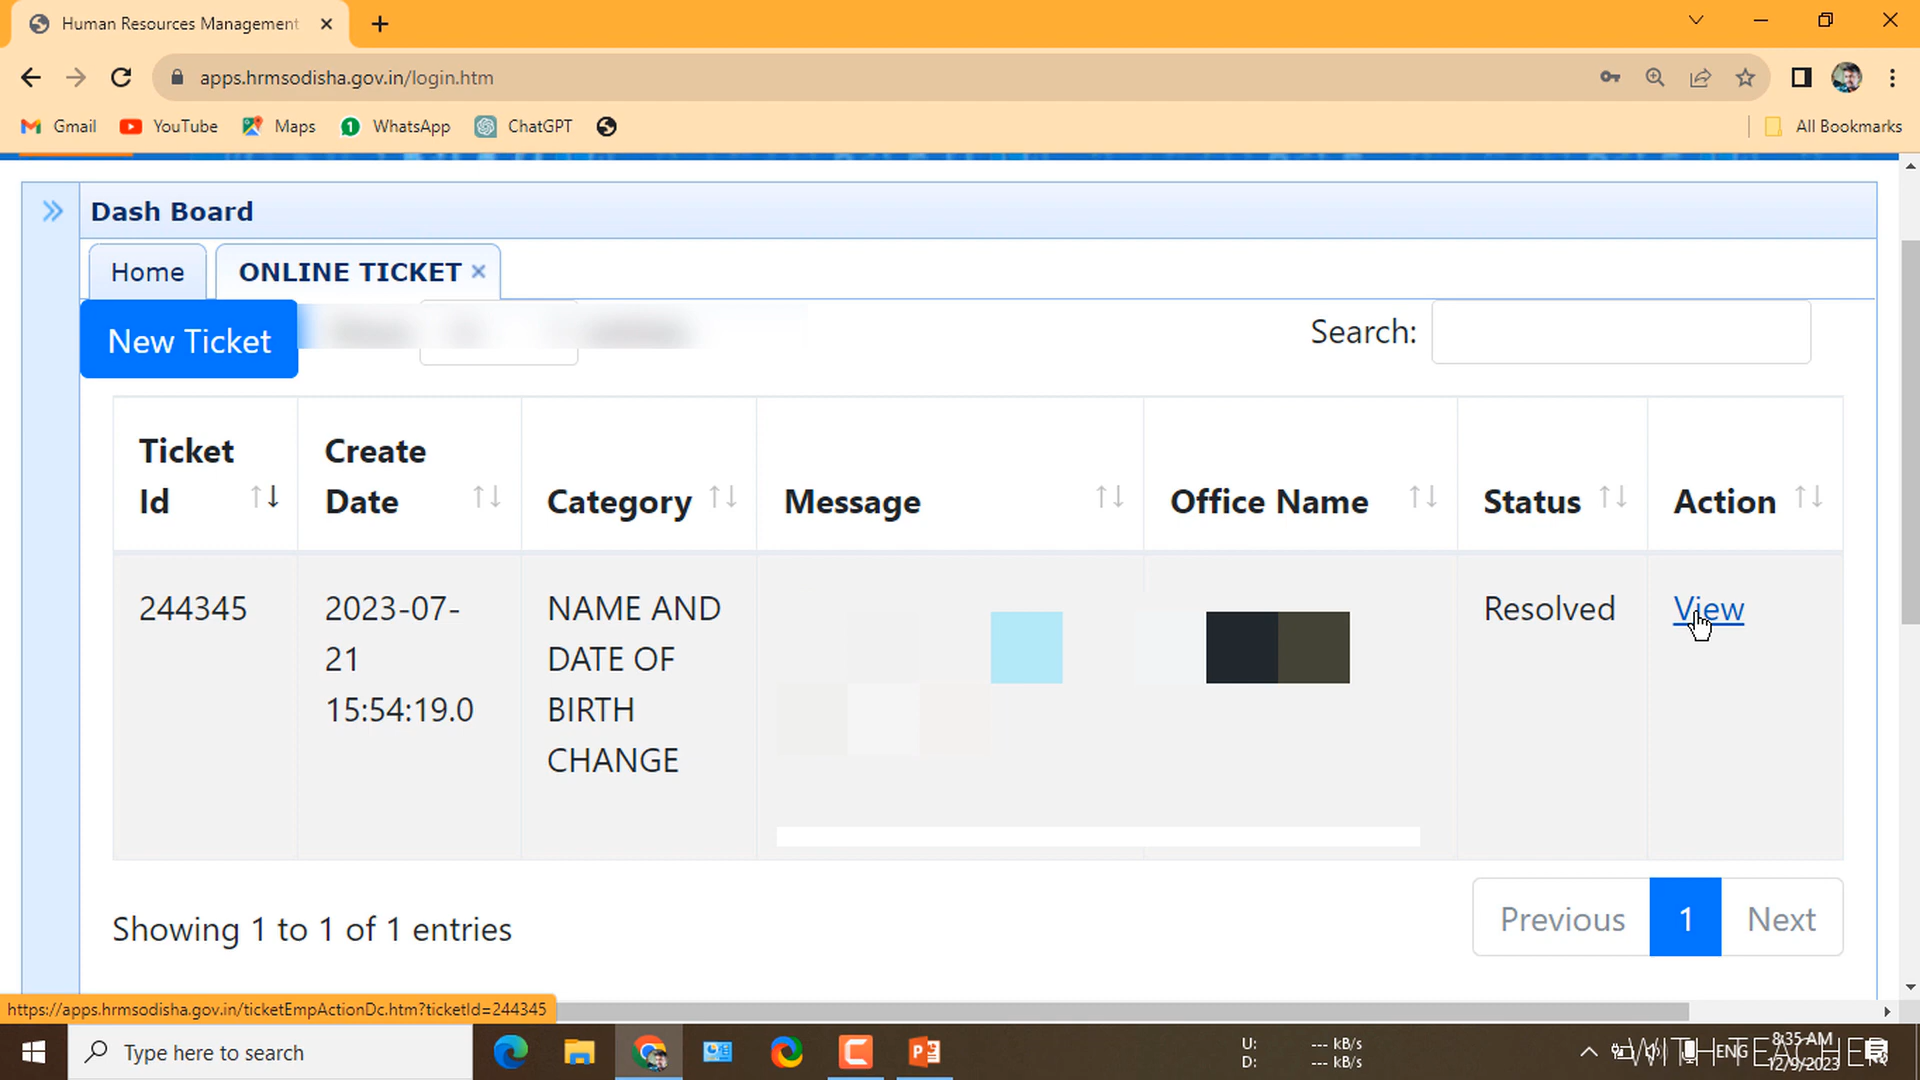 Human Resources Management
apps.hrmsodisha.gov.in/login.htm
Gmail YouTube Maps WhatsApp ChatGPT All Bookmarks
Dash Board
Home ONLINE TICKET
New Ticket
Search:
Ticket Id Create Date Category Message Office Name Status Action
244345
2023-07-
21
15:54:19.0
NAME AND
DATE OF
BIRTH
CHANGE
Resolved
View
Showing 1 to 1 of 1 entries
Previous 1 Next
https://apps.hrmsodisha.gov.in/ticketEmpActionDc.htm?ticketId=244345
Type here to search
U: --- kB/s
D: --- kB/s
ENG
8:35 AM
12/9/2023
WITH TEACHER